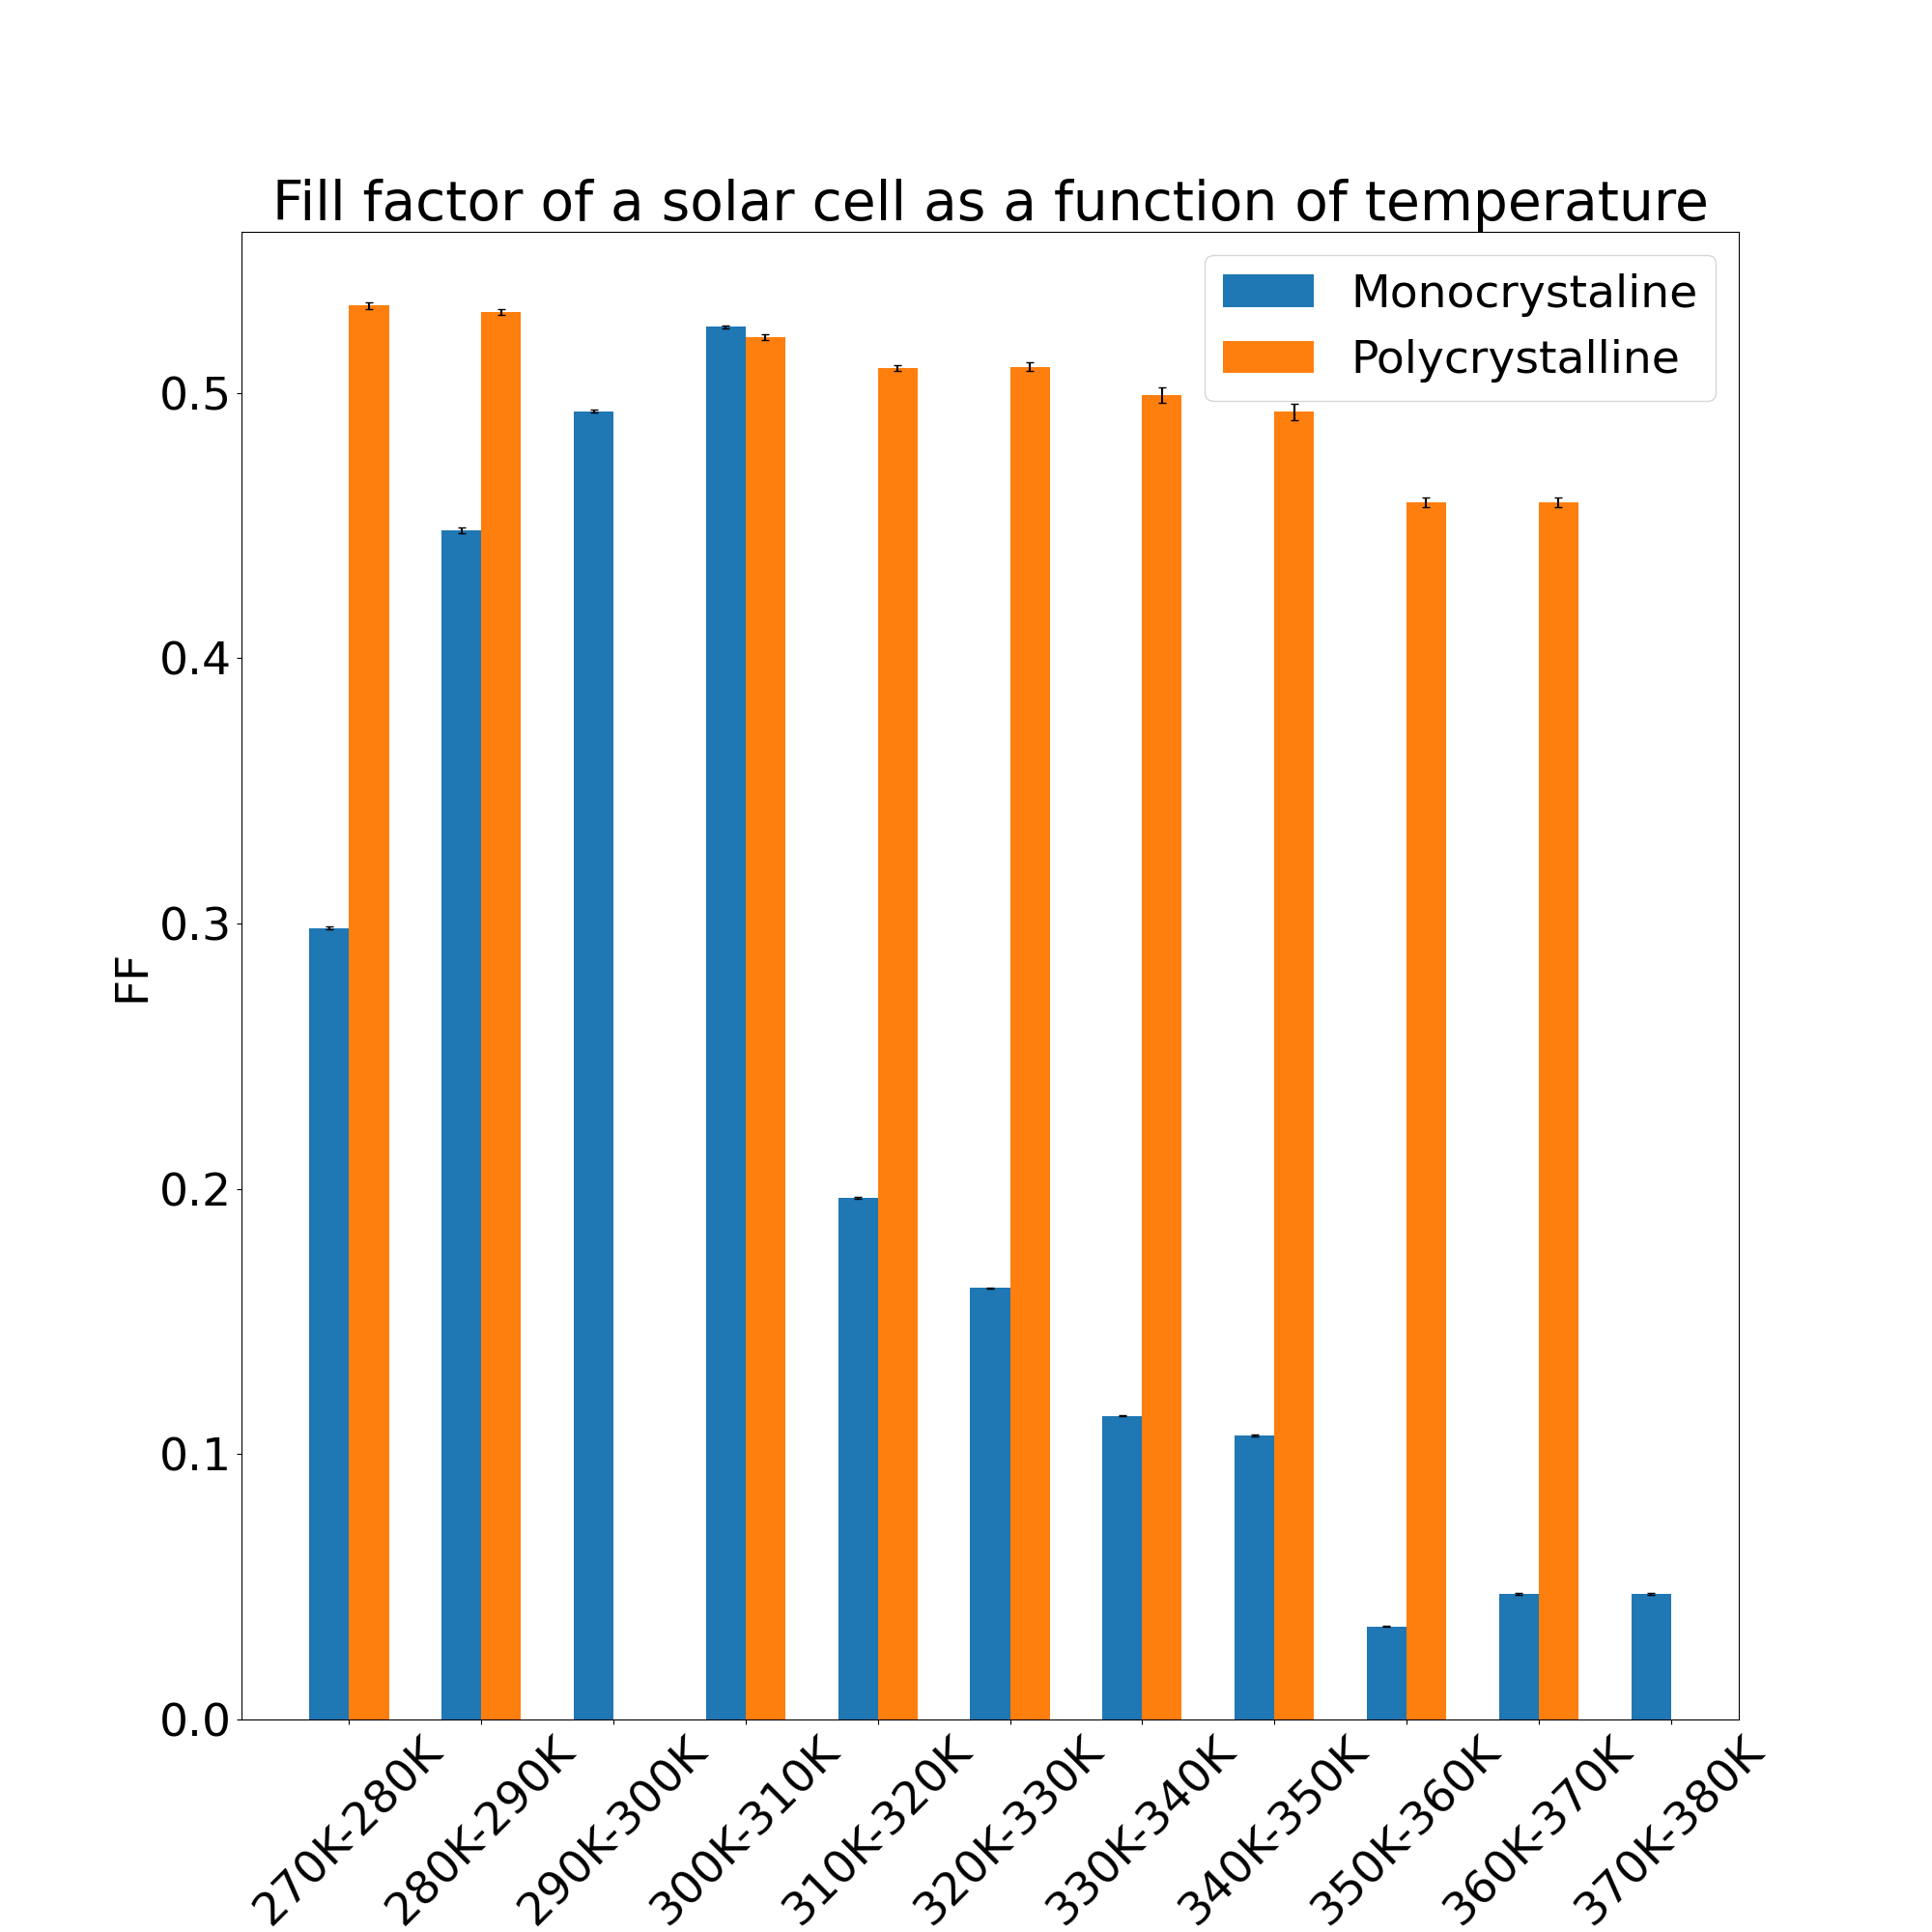 Fill factor of a solar cell as a function of temperature
Monocrystaline
Polycrystalline
0.5
0.4
0.3
0.2
0.1
0.0
FF
270K-280K
280K-290K
290K-300K
300K-310K
310K-320K
320K-330K
330K-340K
340K-350K
350K-360K
360K-370K
370K-380K